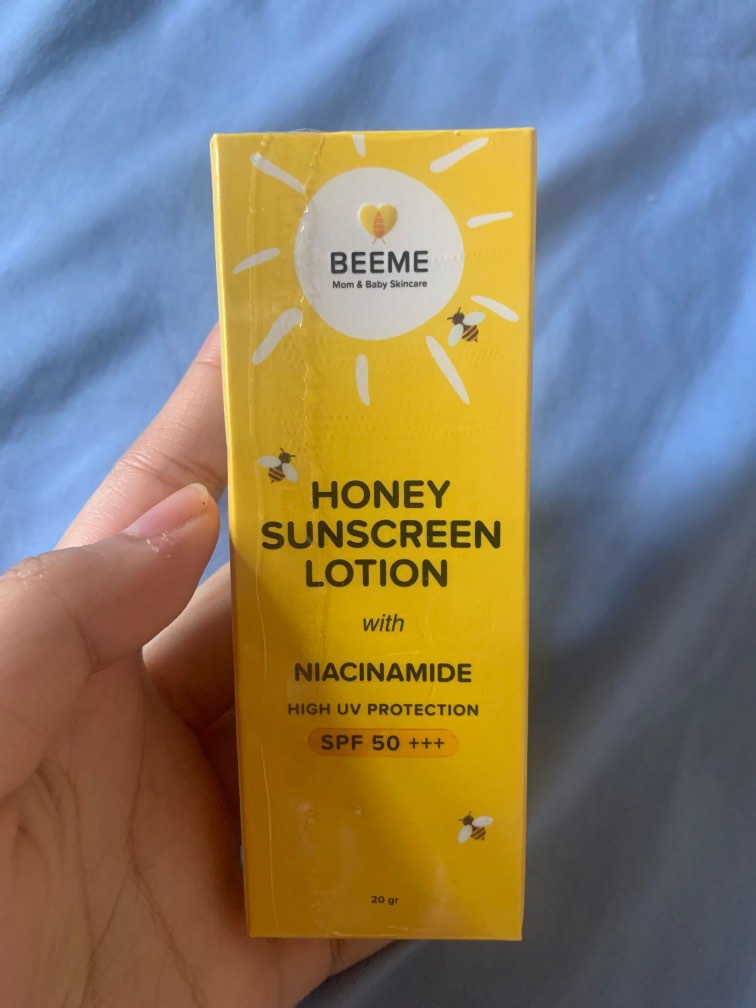 BEEME
Mom & Baby Skincare
HONEY
SUNSCREEN
LOTION
with
NIACINAMIDE
HIGH UV PROTECTION
SPF 50 +++
20 gr